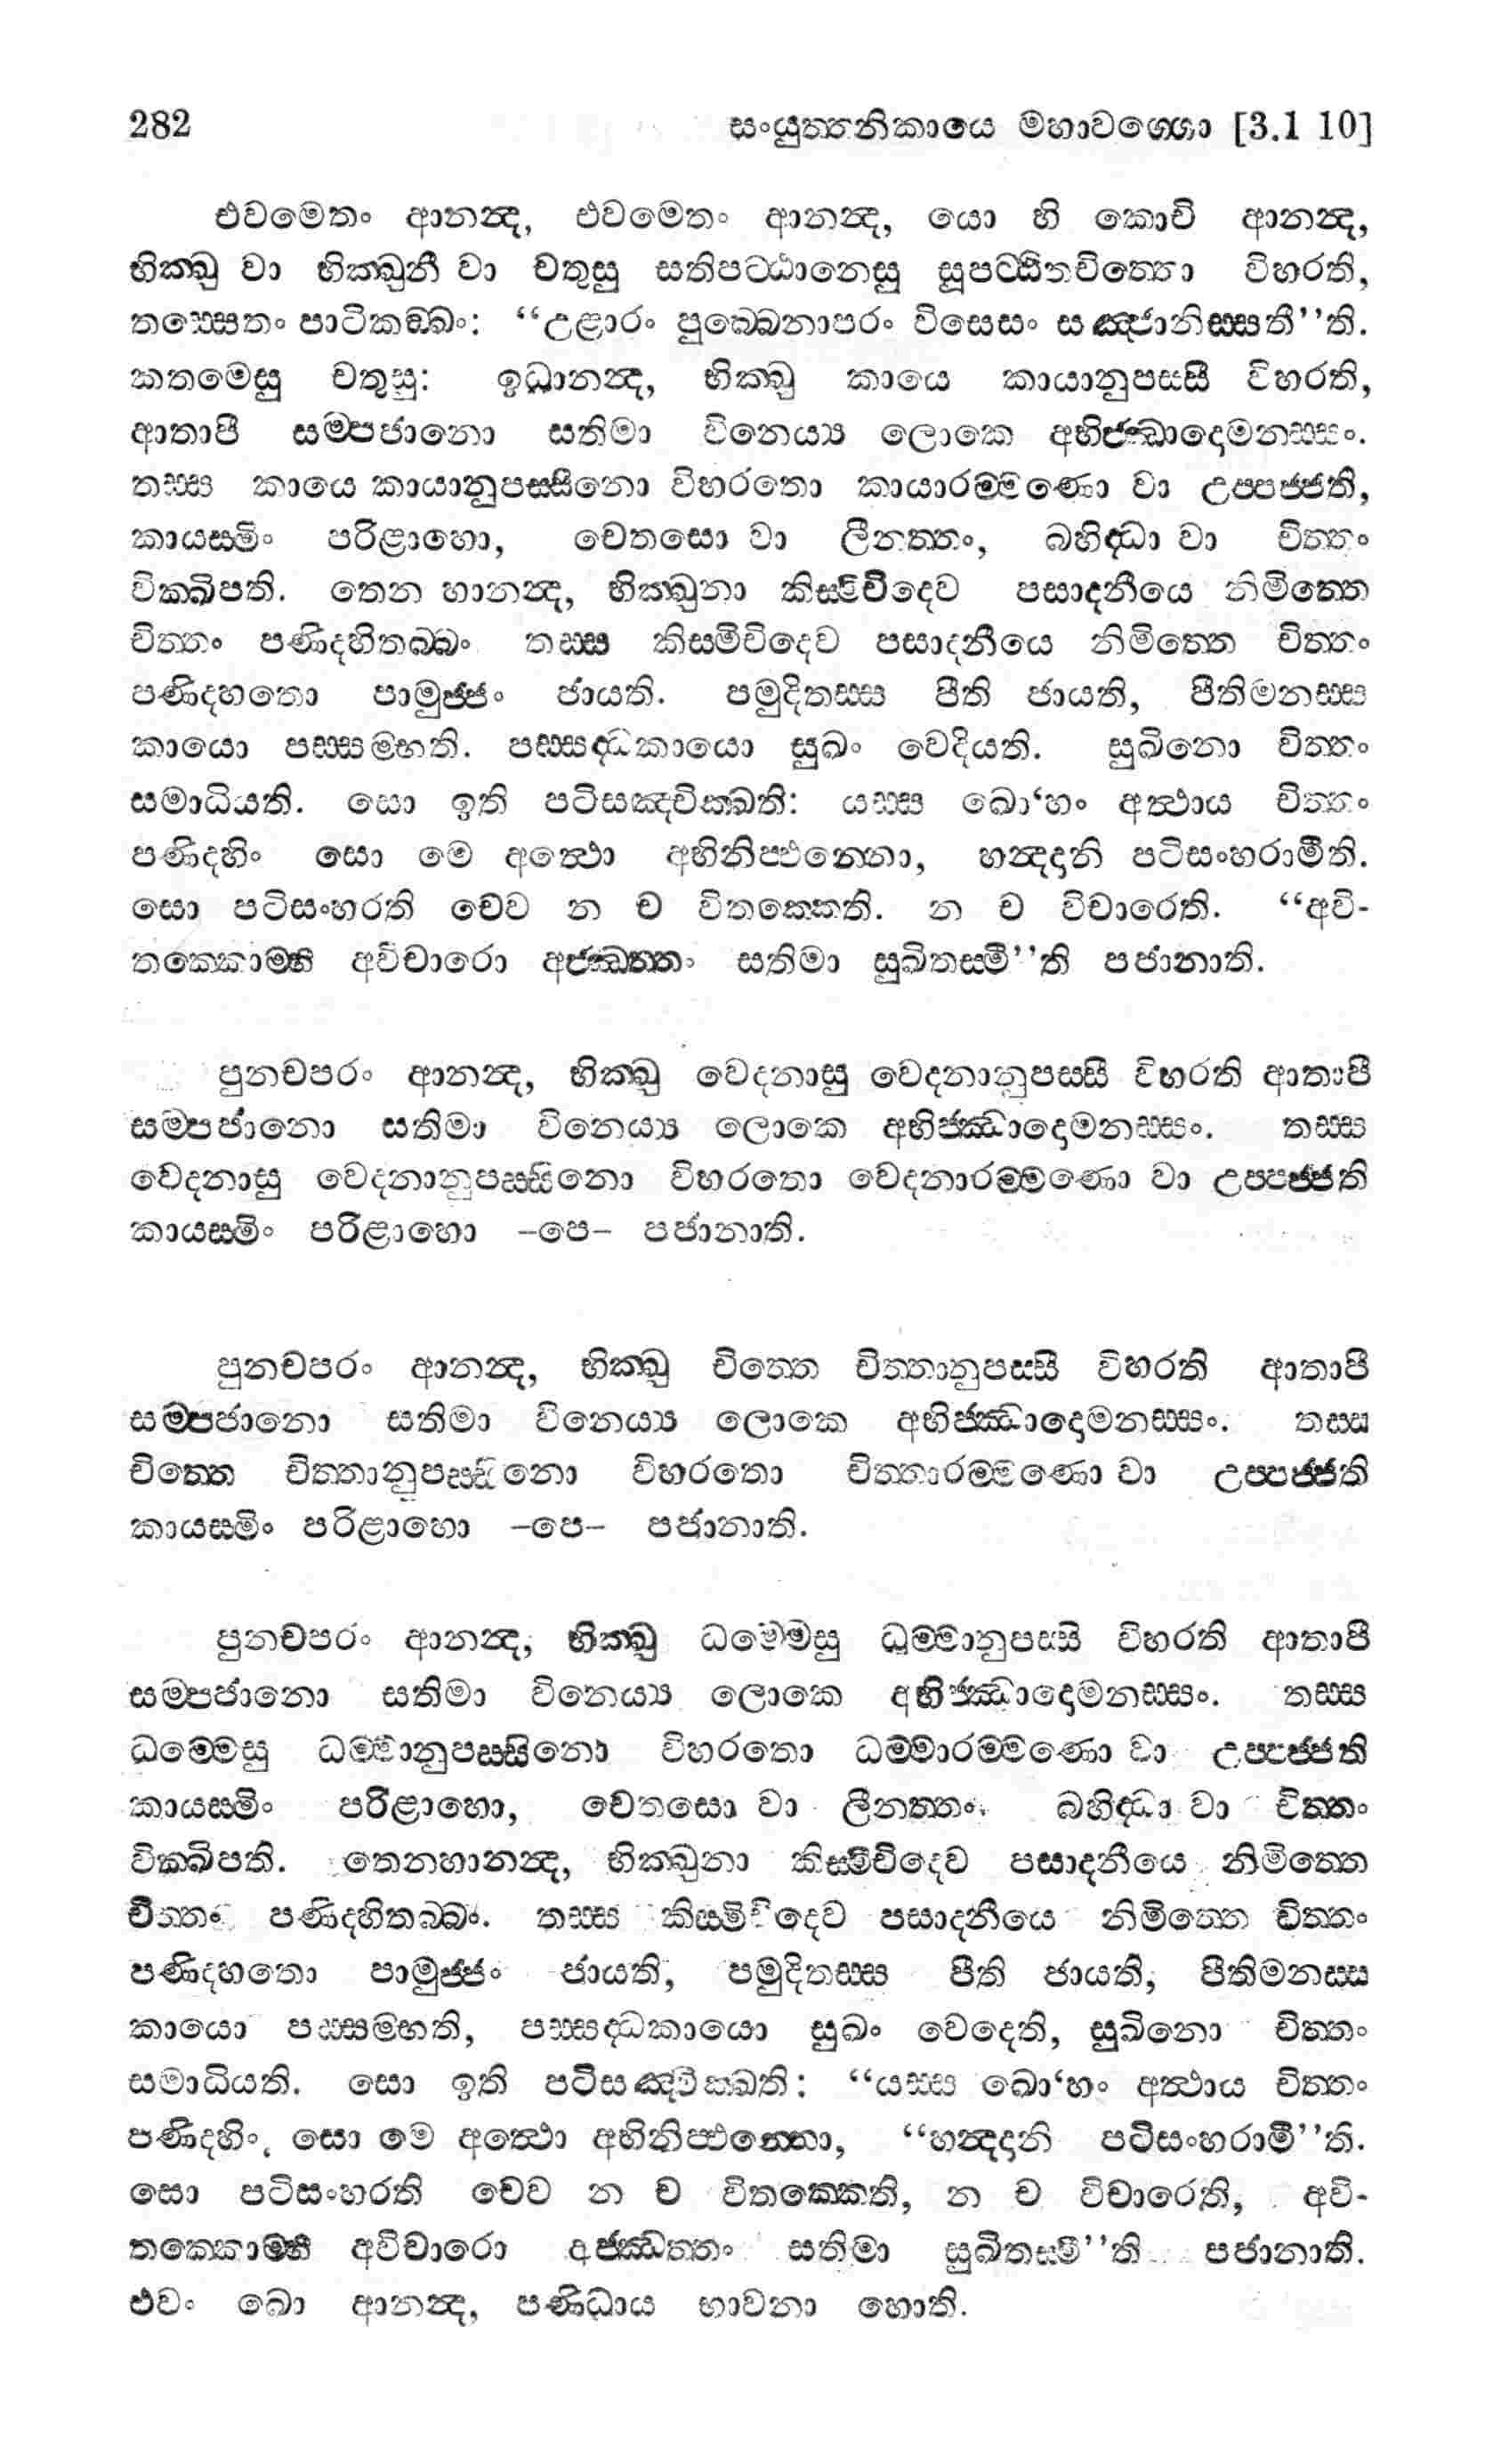 282 සංයුත්තනිකායෙ මහාවග්ගො [3.1 10]
එවමෙතං ආනන්‍ද, එවමෙතං ආනන්‍ද, යො හි කොචි ආනන්‍ද,
භික්ඛු වා භික්ඛුනී වා චතුසු සතිපට්ඨානෙසු සූපට්ඨිතචිත්තො විහරති,
තස්සෙතං පාටිකඞ්ඛං: “උළාරං පුබ්බෙනාපරං විසෙසං සඤ්ජානිස්සතී”ති.
කතමෙසු චතුසු: ඉධානන්‍ද, භික්ඛු කායෙ කායානුපස්සී විහරති,
ආතාපී සම්පජානො සතිමා විනෙය්‍ය ලොකෙ අභිජ්ඣාදොමනස්සං.
තස්ස කායෙ කායානුපස්සිනො විහරතො කායාරම්මණො වා උප්පජ්ජති,
කායස්මිං පරිළාහො, චෙතසො වා ලීනත්තං, බහිද්ධා වා චිත්තං
වික්ඛිපති. තෙන හානන්‍ද, භික්ඛුනා කිස්මිඤ්චිදෙව පසාදනීයෙ නිමිත්තෙ
චිත්තං පණිදහිතබ්බං. තස්ස කිස්මිචිදෙව පසාදනීයෙ නිමිත්තෙ චිත්තං
පණිදහතො පාමුජ්ජං ජායති. පමුදිතස්ස පීති ජායති, පීතිමනස්ස
කායො පස්සම්භති. පස්සද්ධකායො සුඛං වෙදියති. සුඛිනො චිත්තං
සමාධියති. සො ඉති පටිසඤ්චික්ඛති: යස්ස ඛො‘හං අත්‍ථාය චිත්තං
පණිදහිං සො මෙ අත්‍ථො අභිනිප්ඵන්නො, හන්‍දදානි පටිසංහරාමීති.
සො පටිසංහරති චෙව න ච විතක්කෙති. න ච විචාරෙති. “අවි-
තක්කොම්හි අවිචාරො අජ්ඣත්තං සතිමා සුඛිතස්මී”ති පජානාති.
පුනචපරං ආනන්‍ද, භික්ඛු වෙදනාසු වෙදනානුපස්සී විහරති ආතාපී
සම්පජානො සතිමා විනෙය්‍ය ලොකෙ අභිජ්ඣාදොමනස්සං. තස්ස
වෙදනාසු වෙදනානුපස්සිනො විහරතො වෙදනාරම්මණො වා උප්පජ්ජති
කායස්මිං පරිළාහො –පෙ– පජානාති.
පුනචපරං ආනන්‍ද, භික්ඛු චිත්තෙ චිත්තානුපස්සී විහරති ආතාපී
සම්පජානො සතිමා විනෙය්‍ය ලොකෙ අභිජ්ඣාදොමනස්සං. තස්ස
චිත්තෙ චිත්තානුපස්සිනො විහරතො චිත්තාරම්මණො වා උප්පජ්ජති
කායස්මිං පරිළාහො –පෙ– පජානාති.
පුනචපරං ආනන්‍ද, භික්ඛු ධම්මෙසු ධම්මානුපස්සී විහරති ආතාපී
සම්පජානො සතිමා විනෙය්‍ය ලොකෙ අභිජ්ඣාදොමනස්සං. තස්ස
ධම්මෙසු ධම්මානුපස්සිනො විහරතො ධම්මාරම්මණො වා උප්පජ්ජති
කායස්මිං පරිළාහො, චෙතසො වා ලීනත්තං. බහිද්ධා වා චිත්තං
වික්ඛිපති. තෙනහානන්‍ද, භික්ඛුනා කිස්මිඤ්චිදෙව පසාදනීයෙ නිමිත්තෙ
චිත්තං පණිදහිතබ්බං. තස්ස කිස්මිචිදෙව පසාදනීයෙ නිමිත්තෙ චිත්තං
පණිදහතො පාමුජ්ජං ජායති, පමුදිතස්ස පීති ජායති, පීතිමනස්ස
කායො පස්සම්භති, පස්සද්ධකායො සුඛං වෙදෙති, සුඛිනො චිත්තං
සමාධියති. සො ඉති පටිසඤ්චික්ඛති: “යස්ස ඛො‘හං අත්‍ථාය චිත්තං
පණිදහිං, සො මෙ අත්‍ථො අභිනිප්ඵන්නො, “හන්‍දදානි පටිසංහරාමී”ති.
සො පටිසංහරති චෙව න ච විතක්කෙති, න ච විචාරෙති, අවි-
තක්කොම්හි අවිචාරො අජ්ඣත්තං සතිමා සුඛිතස්මී”ති පජානාති.
එවං ඛො ආනන්‍ද, පණිධාය භාවනා හොති.